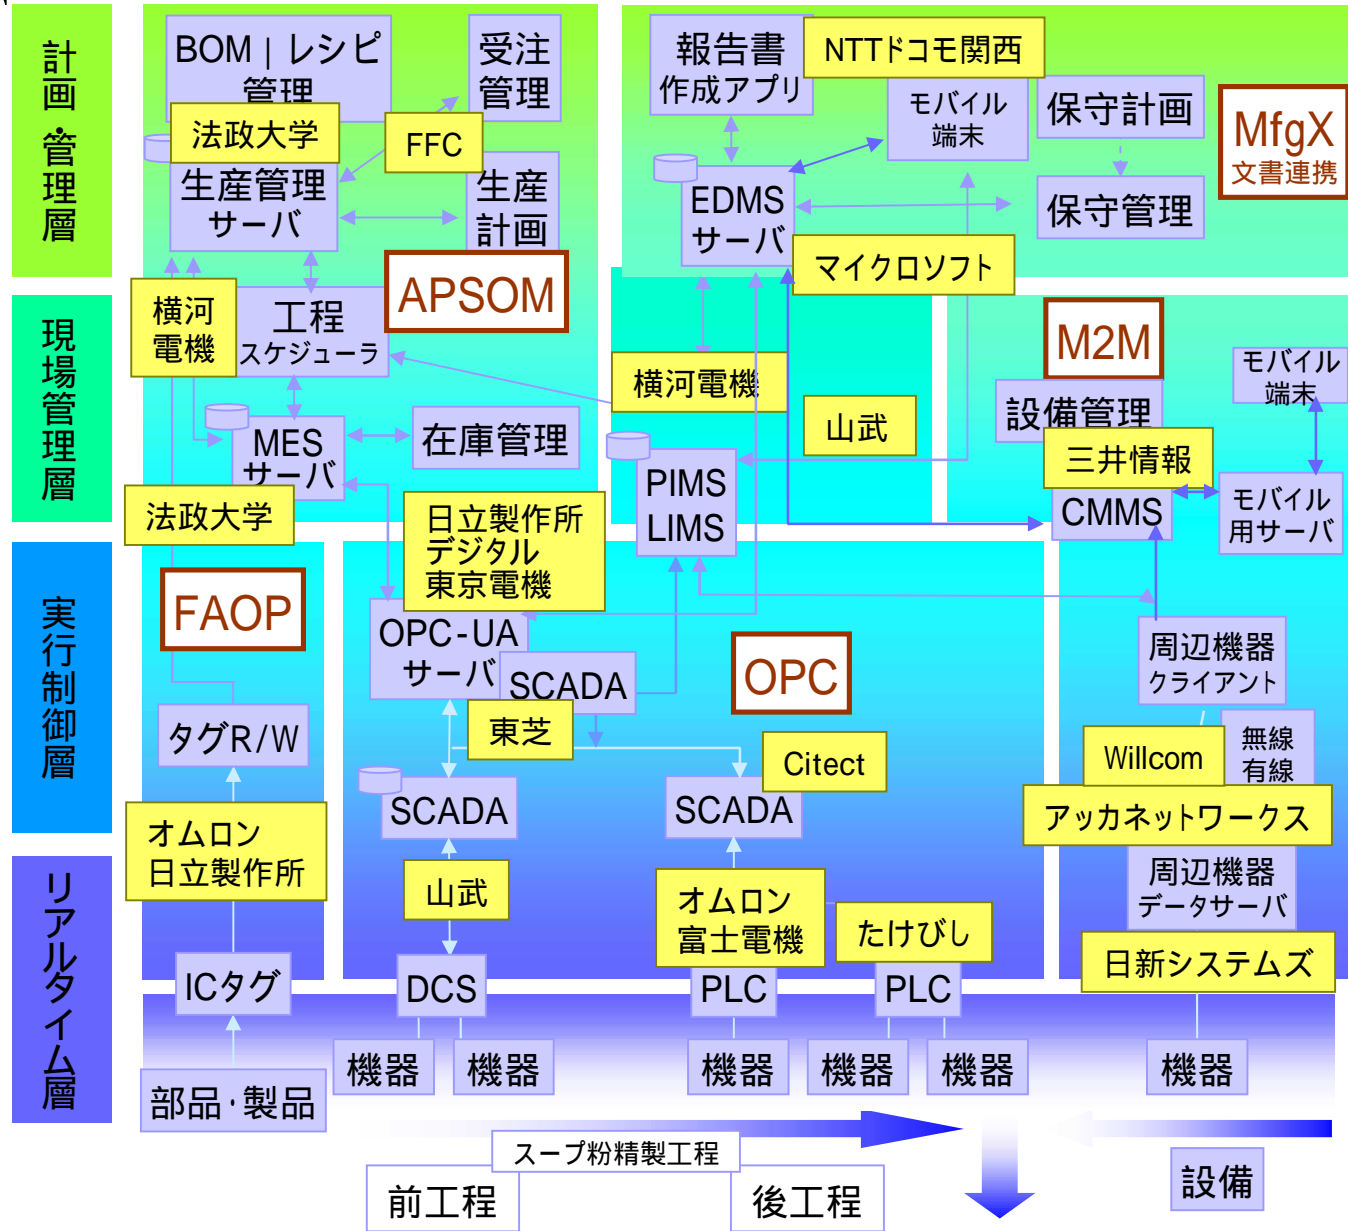 計画・管理層
現場管理層
実行制御層
リアルタイム層
BOM | レシピ
管理
受注
管理
法政大学
FFC
生産管理
サーバ
生産
計画
APSOM
横河
電機
工程
スケジューラ
MES
サーバ
在庫管理
法政大学
報告書
作成アプリ
NTTドコモ関西
モバイル
端末
保守計画
MfgX
文書連携
EDMS
サーバ
保守管理
マイクロソフト
横河電機
山武
PIMS
LIMS
M2M
設備管理
モバイル
端末
三井情報
CMMS
モバイル
用サーバ
日立製作所
デジタル
東京電機
FAOP
OPC-UA
サーバ
SCADA
OPC
東芝
タグR/W
SCADA
SCADA
Citect
周辺機器
クライアント
Willcom
無線
有線
アッカネットワークス
オムロン
日立製作所
山武
オムロン
富士電機
たけびし
周辺機器
データサーバ
日新システムズ
ICタグ
DCS
PLC
PLC
機器
機器
機器
機器
機器
機器
部品・製品
スープ粉精製工程
前工程
後工程
設備